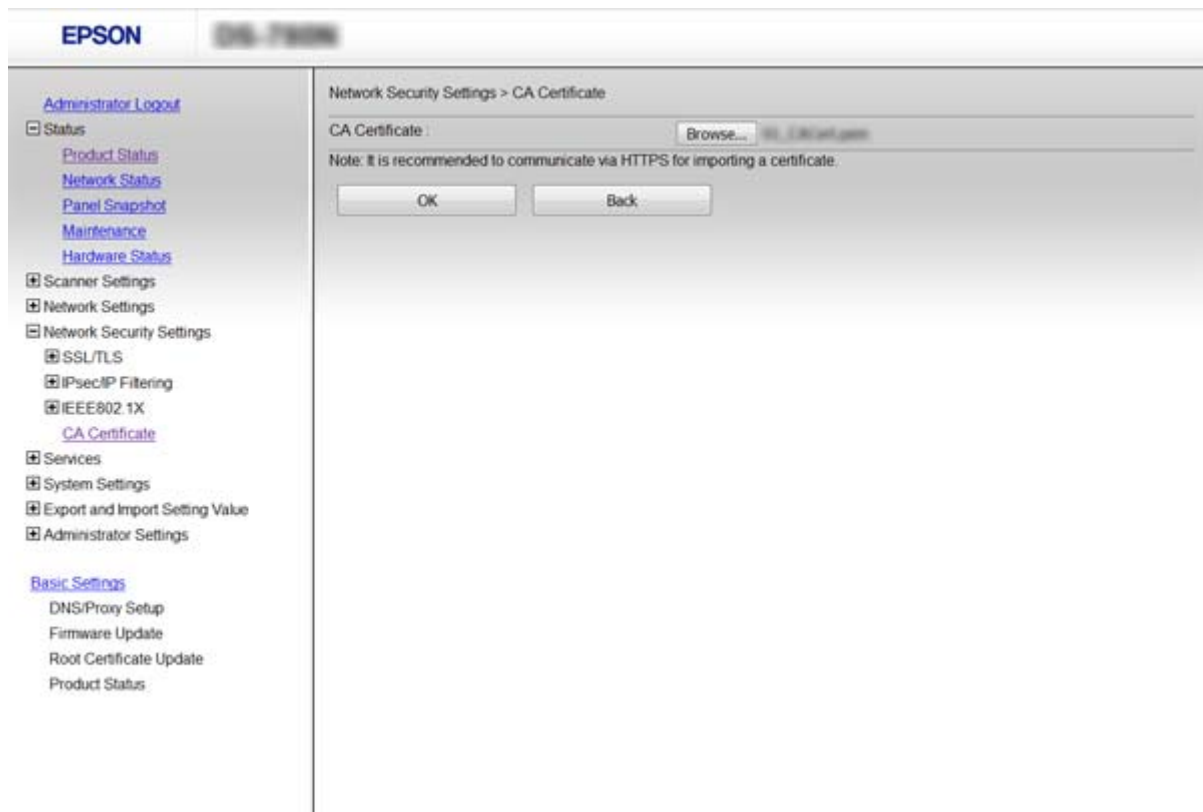 EPSON
Administrator Logout
Status
Product Status
Network Status
Panel Snapshot
Maintenance
Hardware Status
Scanner Settings
Network Settings
Network Security Settings
SSL/TLS
IPsec/IP Filtering
IEEE802.1X
CA Certificate
Services
System Settings
Export and Import Setting Value
Administrator Settings
Basic Settings
DNS/Proxy Setup
Firmware Update
Root Certificate Update
Product Status
Network Security Settings > CA Certificate
CA Certificate : Browse...
Note: It is recommended to communicate via HTTPS for importing a certificate.
OK Back